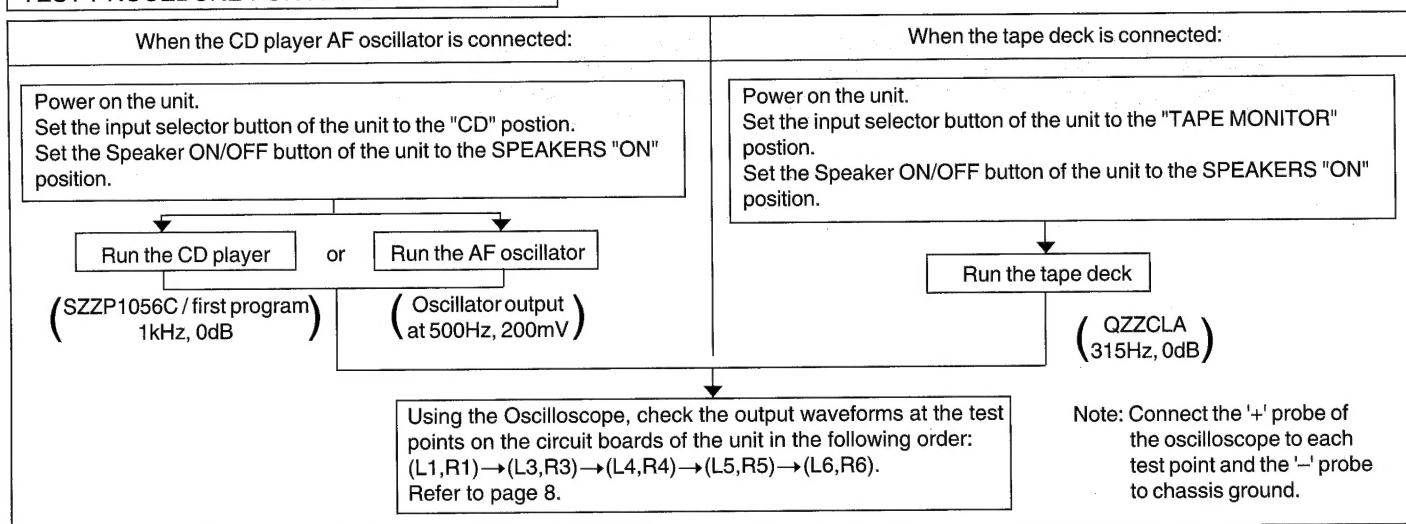 When the CD player AF oscillator is connected:
Power on the unit.
Set the input selector button of the unit to the "CD" postion.
Set the Speaker ON/OFF button of the unit to the SPEAKERS "ON"
position.
Run the CD player
or
Run the AF oscillator
(SZZP1056C / first program)
1kHz, 0dB
(Oscillator output)
at 500Hz, 200mV
When the tape deck is connected:
Power on the unit.
Set the input selector button of the unit to the "TAPE MONITOR"
postion.
Set the Speaker ON/OFF button of the unit to the SPEAKERS "ON"
position.
Run the tape deck
(QZZCLA
315Hz, 0dB)
Using the Oscilloscope, check the output waveforms at the test
points on the circuit boards of the unit in the following order:
(L1,R1)→(L3,R3)→(L4,R4)→(L5,R5)→(L6,R6).
Refer to page 8.
Note: Connect the '+' probe of
the oscilloscope to each
test point and the '–' probe
to chassis ground.